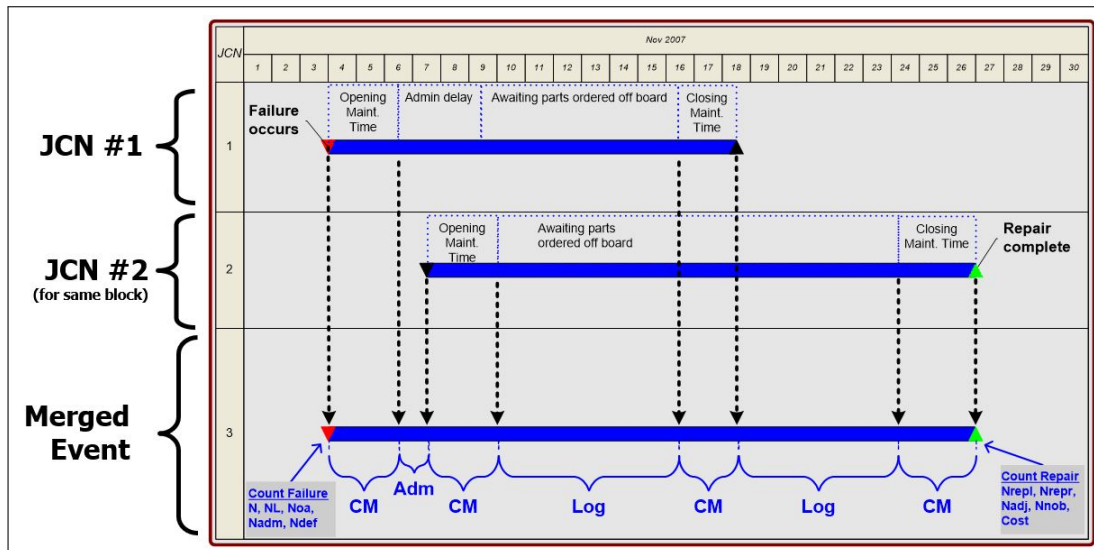 JCN
Nov 2007
1 2 3 4 5 6 7 8 9 10 11 12 13 14 15 16 17 18 19 20 21 22 23 24 25 26 27 28 29 30
JCN #1
Failure
occurs
1
Opening
Maint.
Time
Admin delay
Awaiting parts ordered off board
Closing
Maint.
Time
JCN #2
(for same block)
2
Opening
Maint.
Time
Awaiting parts
ordered off board
Closing
Maint. Time
Repair
complete
Merged
Event
3
Count Failure
N, NL, Noa,
Nadm, Ndef
CM
Adm
CM
Log
CM
Log
CM
Count Repair
Nrepl, Nrepr,
Nadj, Nnob,
Cost